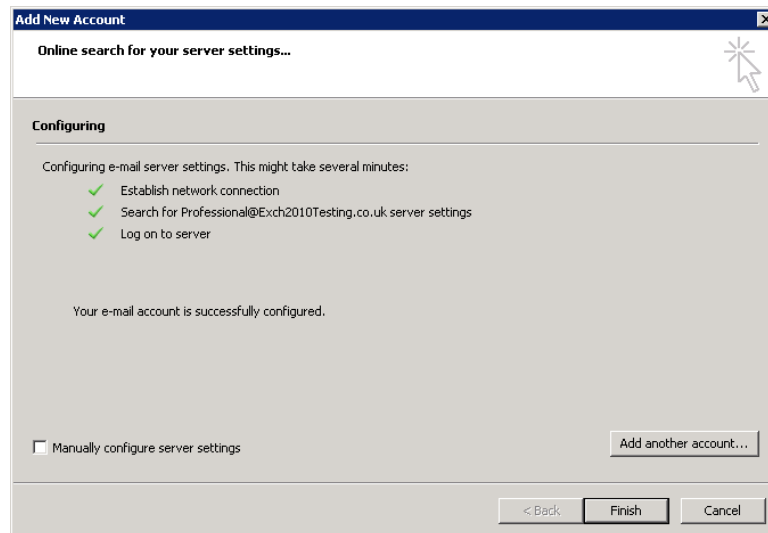 Add New Account
Online search for your server settings...
Configuring
Configuring e-mail server settings. This might take several minutes:
Establish network connection
Search for Professional@Exch2010Testing.co.uk server settings
Log on to server
Your e-mail account is successfully configured.
Manually configure server settings
Add another account...
< Back
Finish
Cancel